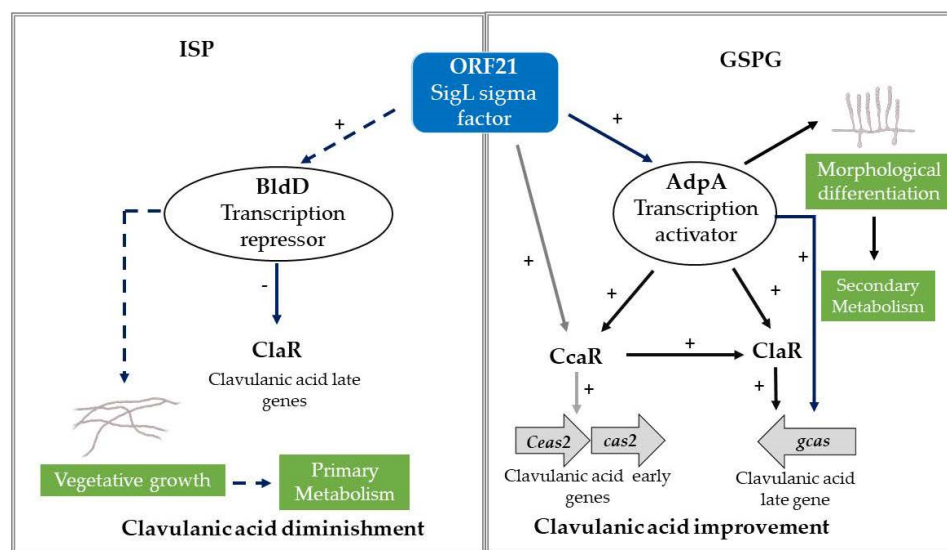 ISP
GSPG
ORF21
SigL sigma
factor
+
+
BldD
Transcription
repressor
-
ClaR
Clavulanic acid late
genes
Vegetative growth
Primary
Metabolism
Clavulanic acid diminishment
AdpA
Transcription
activator
Morphological
differentiation
Secondary
Metabolism
+
+
+
+
CcaR
+
ClaR
+
+
Ceas2
cas2
gcas
Clavulanic acid early
genes
Clavulanic acid
late gene
Clavulanic acid improvement